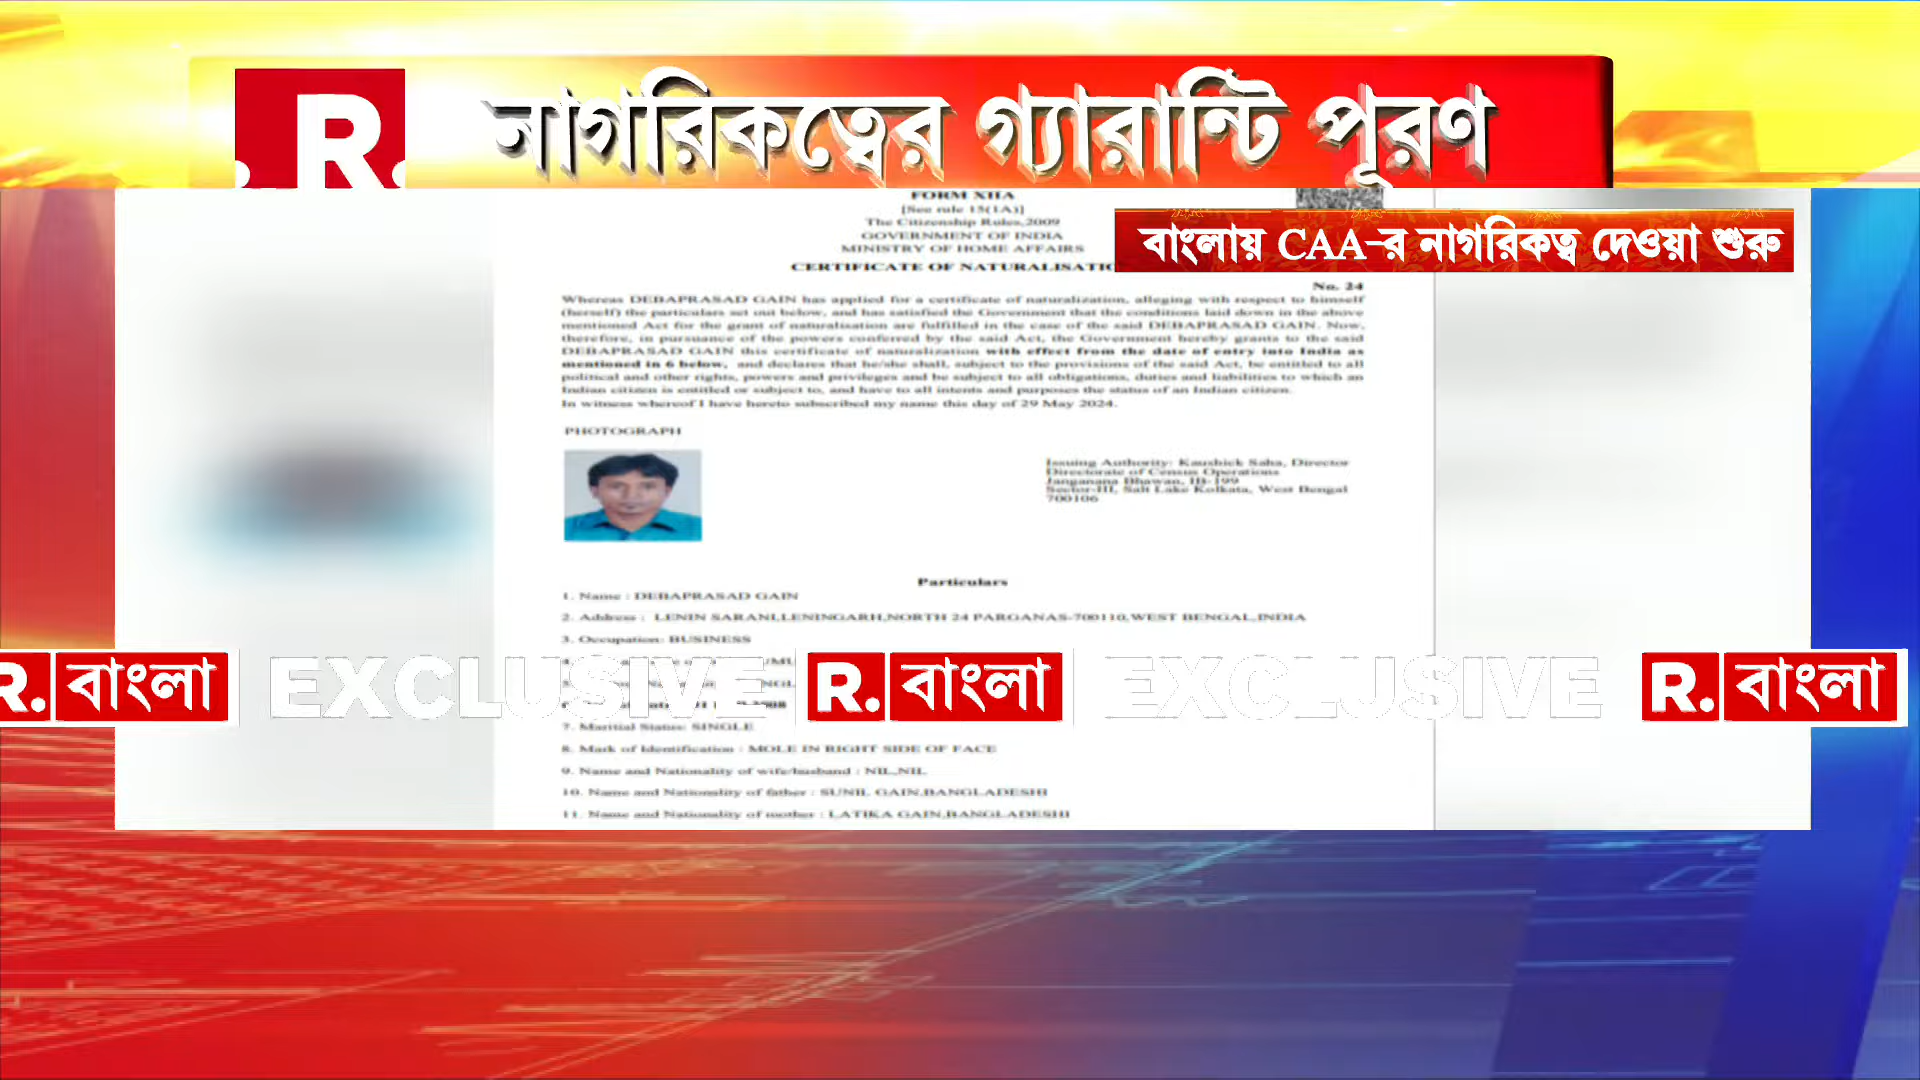 R.
নাগরিকত্বের গ্যারান্টি পূরণ
FORM XIIA
[See rule 15(1A)]
The Citizenship Rules,2009
GOVERNMENT OF INDIA
MINISTRY OF HOME AFFAIRS
বাংলায় CAA-র নাগরিকত্ব দেওয়া শুরু
CERTIFICATE OF
No. 24
Whereas DEBAPRASAD GAIN has applied for a certificate of naturalization, alleging with respect to himself
(herself) the particulars set out below, and has satisfied the Government that the conditions laid down in the above
mentioned Act for the grant of naturalisation are fulfilled in the case of the said DEBAPRASAD GAIN. Now,
therefore, in pursuance of the powers conferred by the said Act, the Government hereby grants to the said
DEBAPRASAD GAIN this certificate of naturalization with effect from the date of entry into India as
mentioned in 6 below, and declares that he/she shall, subject to the provisions of the said Act, be entitled to all
political and other rights, powers and privileges and be subject to all obligations, duties and liabilities to which an
Indian citizen is entitled or subject to, and have to all intents and purposes the status of an Indian citizen.
In witness whereof I have hereto subscribed my name this day of 29 May 2024.
PHOTOGRAPH
Issuing Authority: Kaushick Saha, Director
Directorate of Census Operations
Janganana Bhawan, IB-199
Sector-III, Salt Lake Kolkata, West Bengal
700106
Particulars
1. Name : DEBAPRASAD GAIN
2. Address : LENIN SARANI,LENINGARH,NORTH 24 PARGANAS-700110,WEST BENGAL,INDIA
3. Occupation: BUSINESS
R. বাংলা EXCLUSIVE R. বাংলা EXCLUSIVE R. বাংলা
7. Maritial Status: SINGLE
8. Mark of Identification : MOLE IN RIGHT SIDE OF FACE
9. Name and Nationality of wife/husband : NIL,NIL
10. Name and Nationality of father : SUNIL GAIN,BANGLADESHI
11. Name and Nationality of mother : LATIKA GAIN,BANGLADESHI